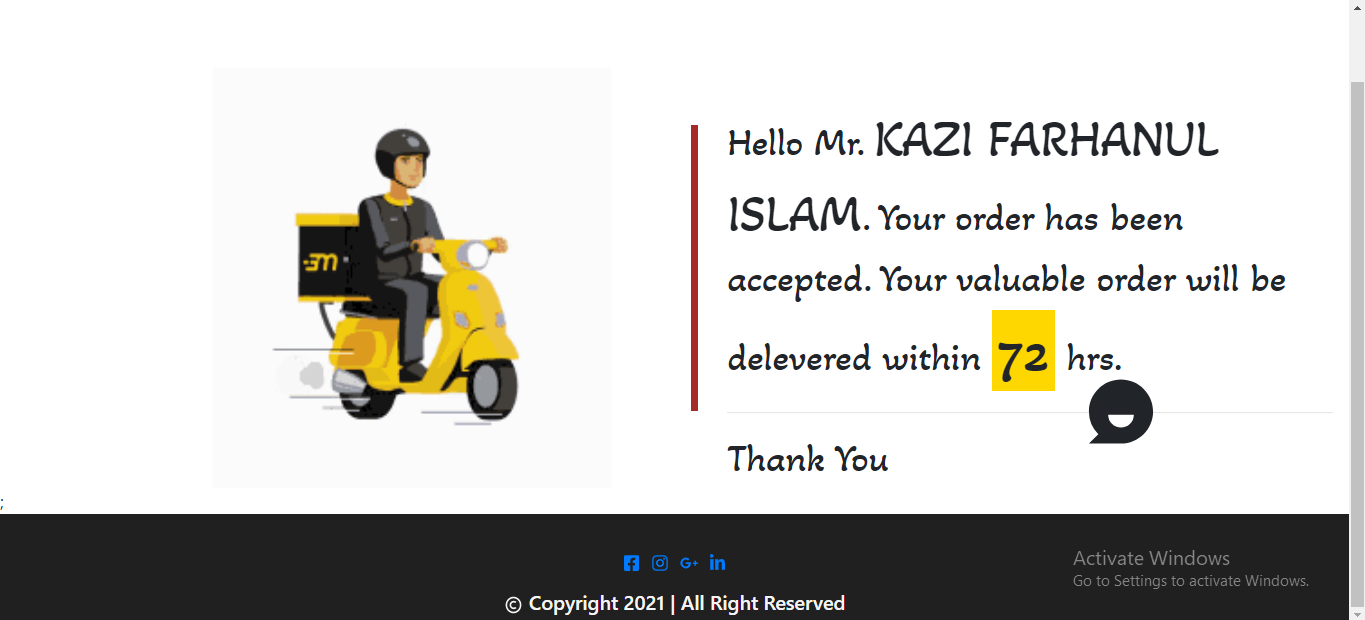 Hello Mr. KAZI FARHANUL
ISLAM. Your order has been
accepted. Your valuable order will be
delevered within 72 hrs.
Thank You
;
Activate Windows
Go to Settings to activate Windows.
© Copyright 2021 | All Right Reserved